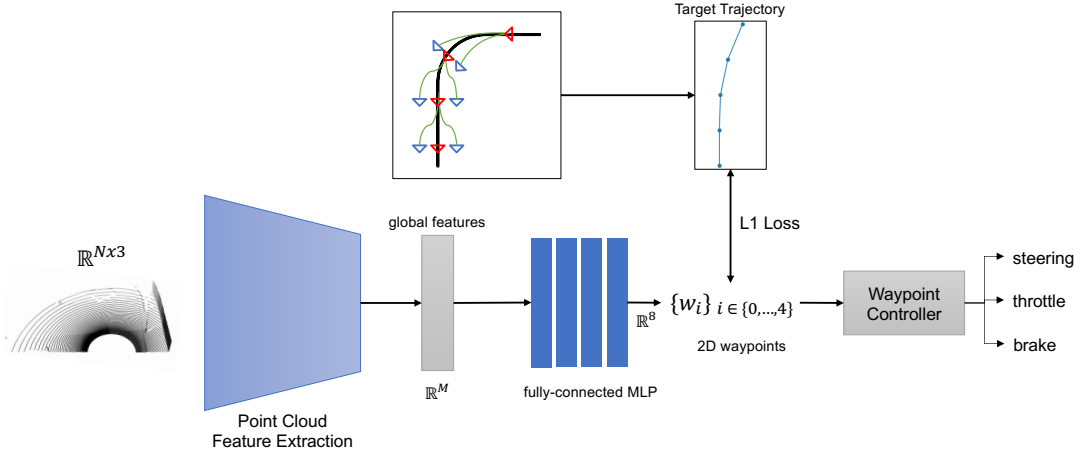 Target Trajectory
L1 Loss
global features
ℝ^{Nx3}
steering
Waypoint
Controller
throttle
{w_i} i ∈ {0,…,4}
ℝ^8
2D waypoints
brake
ℝ^M
fully-connected MLP
Point Cloud
Feature Extraction